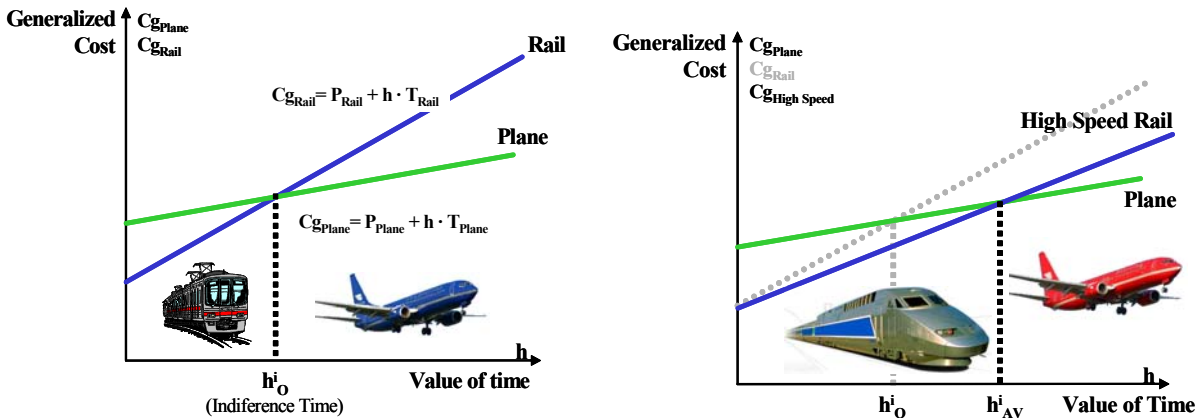 Generalized
Cost
Cg_Plane
Cg_Rail
Rail
Cg_Rail= P_Rail + h · T_Rail
Plane
Cg_Plane= P_Plane + h · T_Plane
h
h^i_O
Value of time
(Indiference Time)
Generalized
Cost
Cg_Plane
Cg_Rail
Cg_High Speed
High Speed Rail
Plane
h
h^i_O
h^i_AV
Value of Time